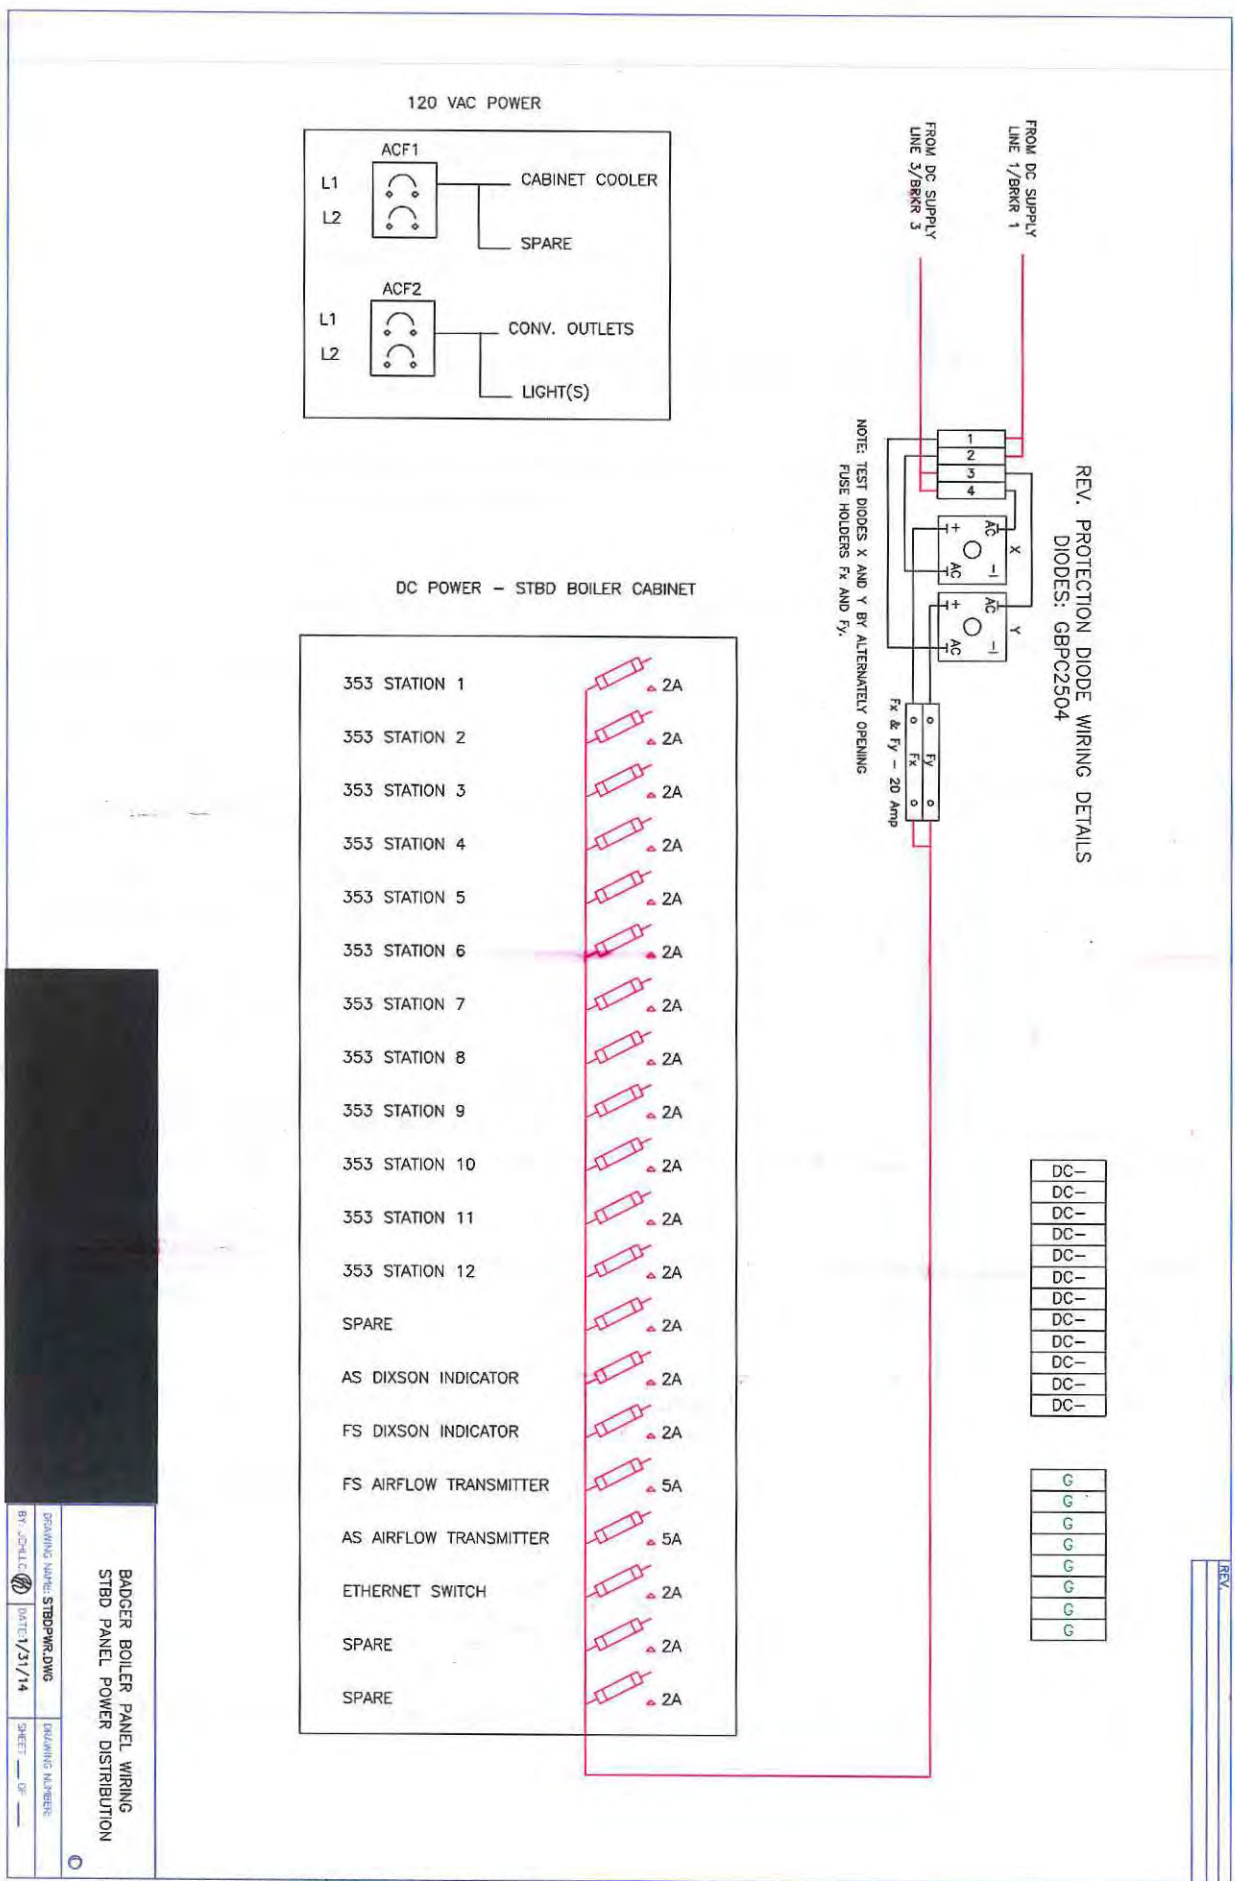 120 VAC POWER
ACF1
L1
L2
CABINET COOLER
SPARE
ACF2
L1
L2
CONV. OUTLETS
LIGHT(S)
FROM DC SUPPLY
LINE 1/BRKR 1
FROM DC SUPPLY
LINE 3/BRKR 3
REV. PROTECTION DIODE WIRING DETAILS
DIODES: GBPC2504
1
2
3
4
AC
+
–
AC
X
AC
+
–
AC
Y
Fy
Fx
Fx & Fy – 20 Amp
NOTE: TEST DIODES X AND Y BY ALTERNATELY OPENING
FUSE HOLDERS Fx AND Fy.
DC POWER – STBD BOILER CABINET
353 STATION 1 2A
353 STATION 2 2A
353 STATION 3 2A
353 STATION 4 2A
353 STATION 5 2A
353 STATION 6 2A
353 STATION 7 2A
353 STATION 8 2A
353 STATION 9 2A
353 STATION 10 2A
353 STATION 11 2A
353 STATION 12 2A
SPARE 2A
AS DIXSON INDICATOR 2A
FS DIXSON INDICATOR 2A
FS AIRFLOW TRANSMITTER 5A
AS AIRFLOW TRANSMITTER 5A
ETHERNET SWITCH 2A
SPARE 2A
SPARE 2A
DC–
DC–
DC–
DC–
DC–
DC–
DC–
DC–
DC–
DC–
DC–
DC–
G
G
G
G
G
G
G
G
REV.
BADGER BOILER PANEL WIRING
STBD PANEL POWER DISTRIBUTION
DRAWING NAME: STBDPWR.DWG
DRAWING NUMBER:
BY: JCHLLC
DATE: 1/31/14
SHEET ___ OF ___